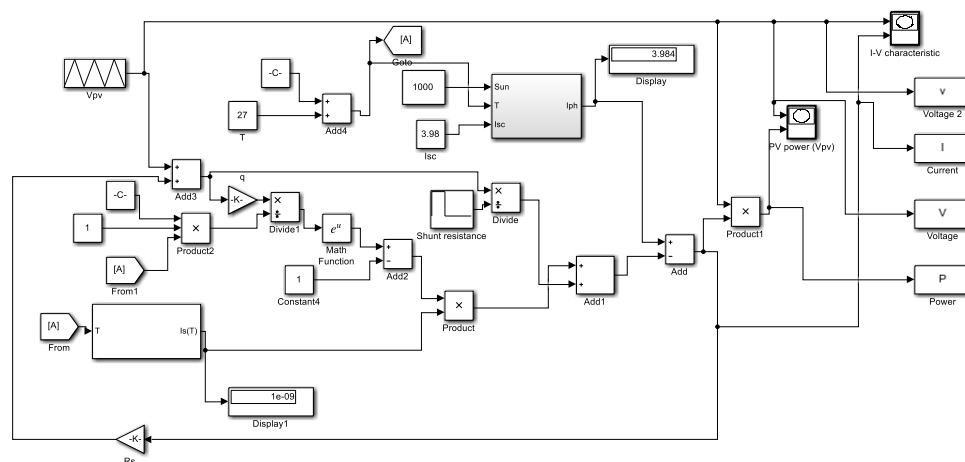 I-V characteristic
[A]
Goto
3.984
Display
Vpv
-C-
1000
Sun
T
Iph
Isc
v
Voltage 2
27
T
Add4
3.98
Isc
PV power (Vpv)
I
Current
+
+
Add3
q
-K-
-C-
1
×
Product2
×
÷
Divide1
e^u
Math
Function
Shunt resistance
×
÷
Divide
×
Product1
V
Voltage
[A]
From1
1
Constant4
+
−
Add2
+
+
Add1
+
−
Add
P
Power
×
Product
[A]
From
T
Is(T)
1e-09
Display1
-K-
Rs